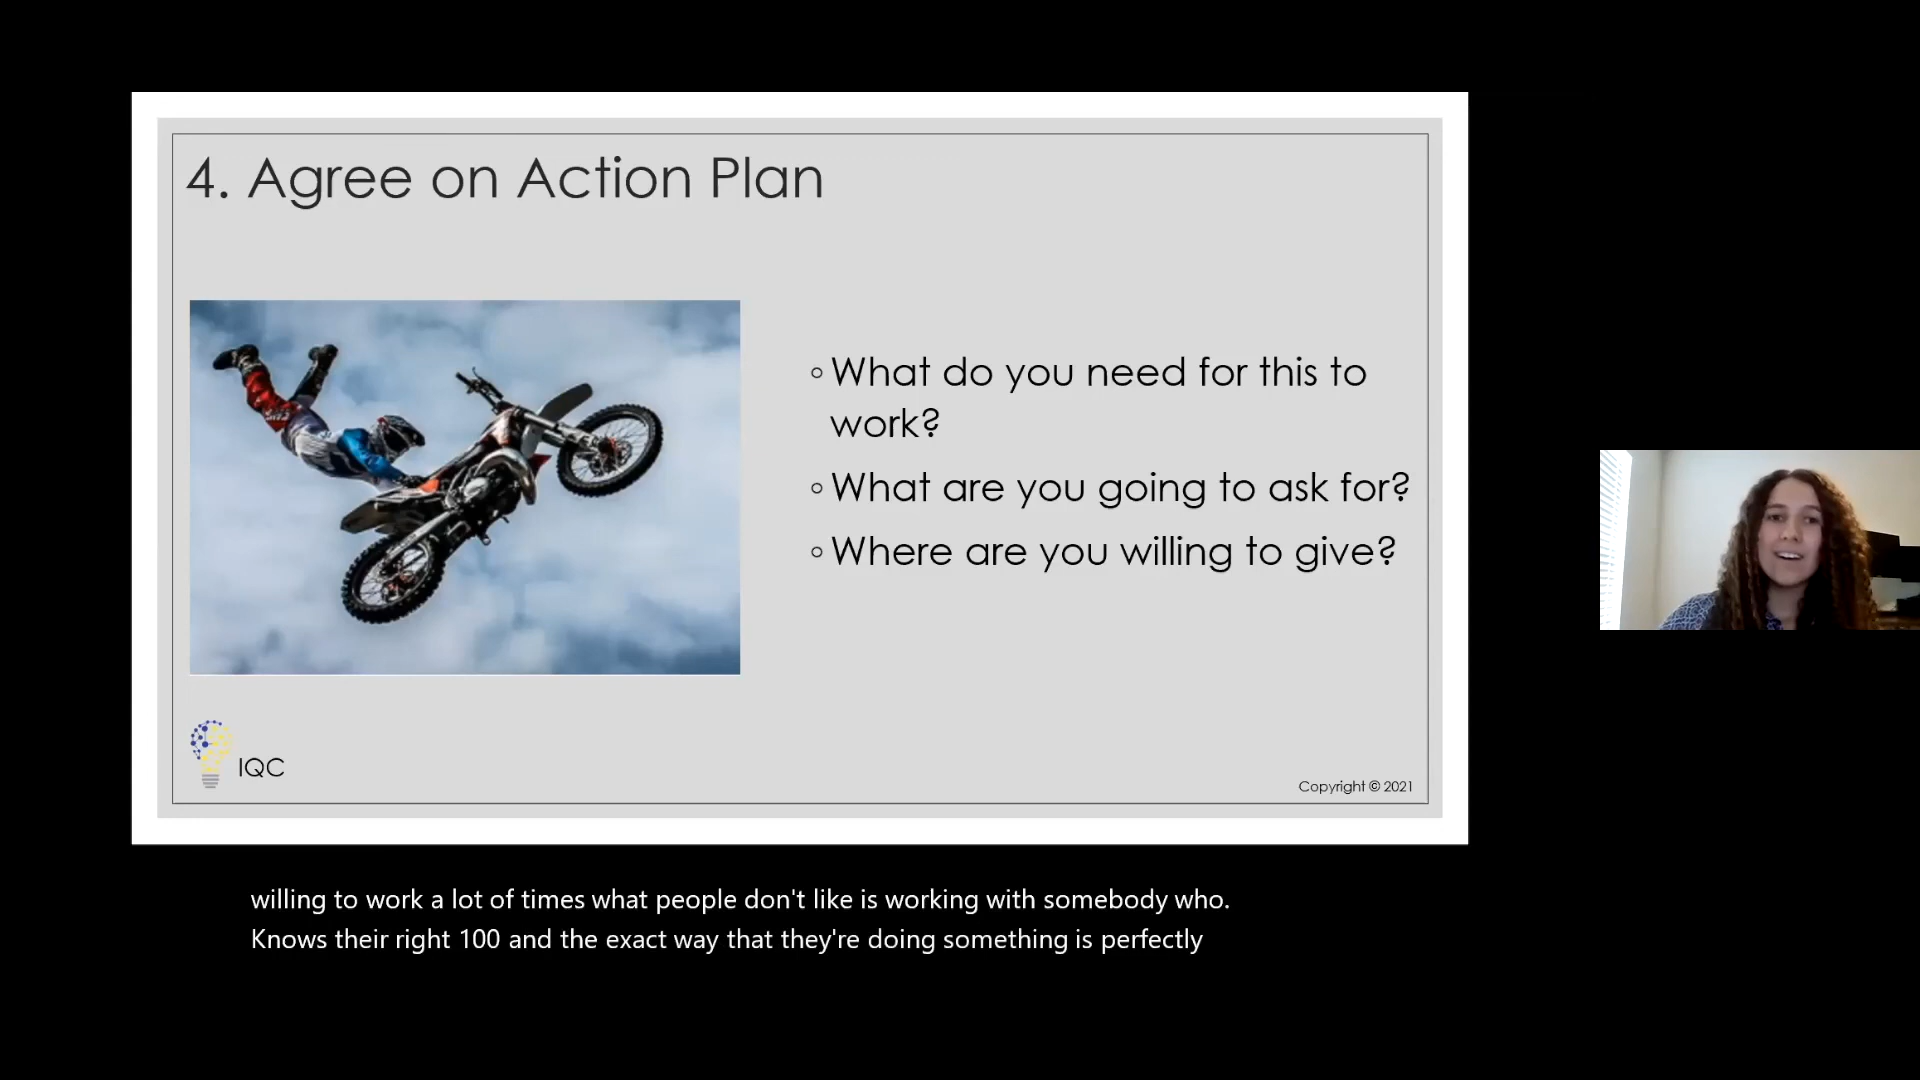 4. Agree on Action Plan
◦What do you need for this to
work?
◦What are you going to ask for?
◦Where are you willing to give?
IQC
Copyright © 2021
willing to work a lot of times what people don't like is working with somebody who.
Knows their right 100 and the exact way that they're doing something is perfectly